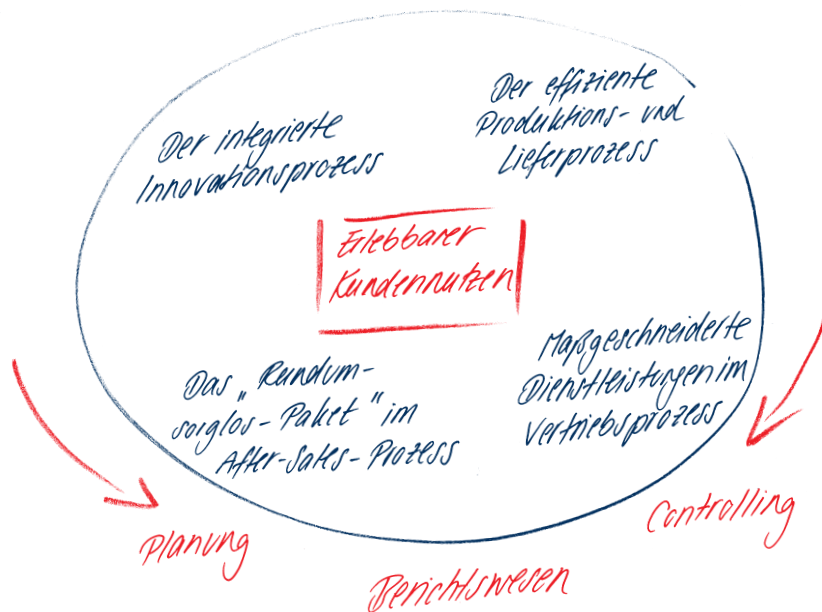 Der integrierte
Innovationsprozess
Der effiziente
Produktions- und
Lieferprozess
Erlebbarer
Kundennutzen
Das „Rundum-
sorglos-Paket" im
After-Sales-Prozess
Maßgeschneiderte
Dienstleistungen im
Vertriebsprozess
Planung
Berichtswesen
Controlling